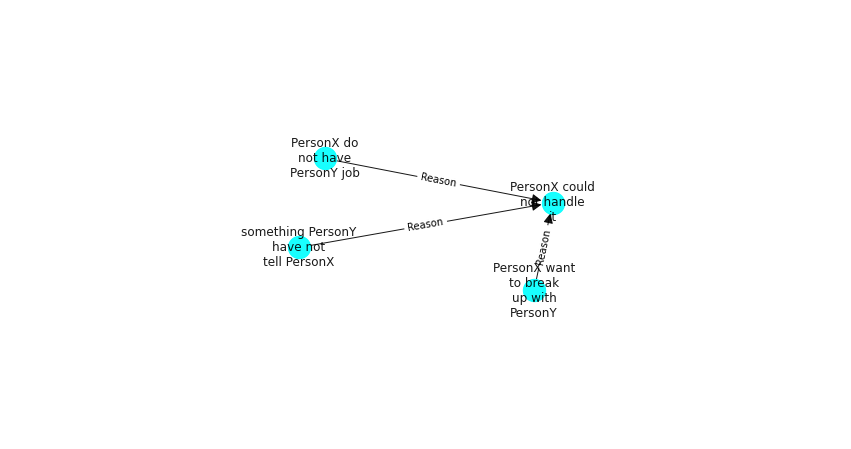 PersonX do
not have
PersonY job
Reason
PersonX could
not handle
it
Reason
something PersonY
have not
tell PersonX
Reason
PersonX want
to break
up with
PersonY